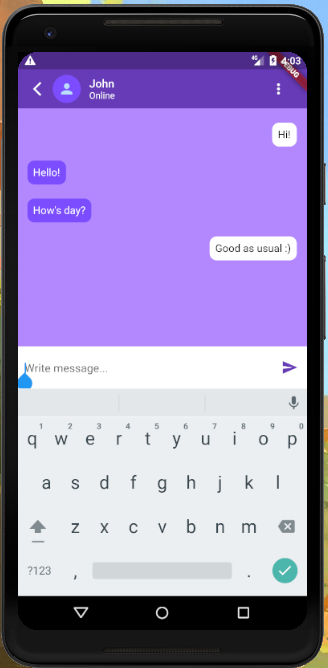 4G 4:03
DEBUG
John
Online
Hi!
Hello!
How's day?
Good as usual :)
Write message...
1 2 3 4 5 6 7 8 9 0
q w e r t y u i o p
a s d f g h j k l
z x c v b n m
?123 , .